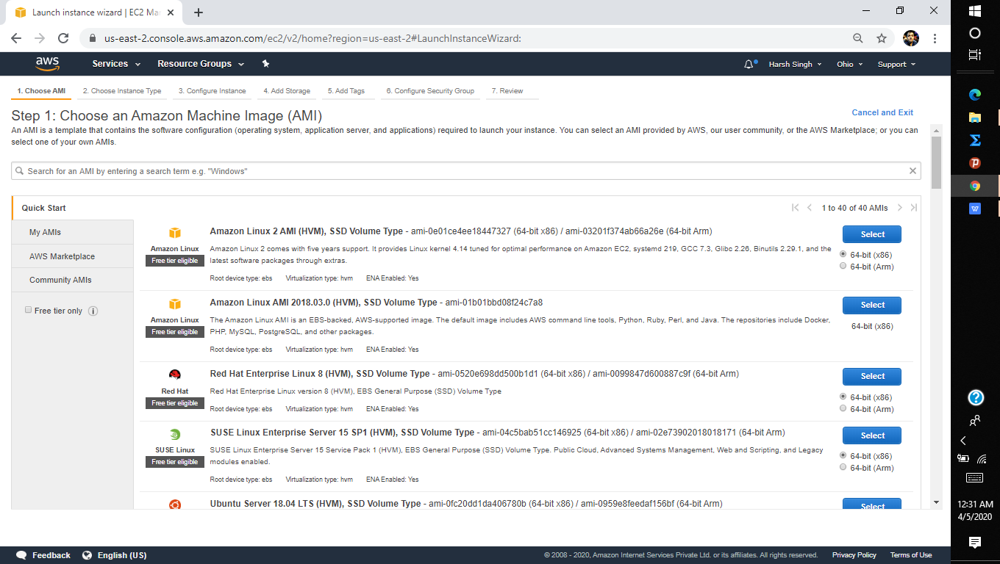 Launch instance wizard | EC2 Ma
us-east-2.console.aws.amazon.com/ec2/v2/home?region=us-east-2#LaunchInstanceWizard:
aws Services Resource Groups Harsh Singh Ohio Support
1. Choose AMI 2. Choose Instance Type 3. Configure Instance 4. Add Storage 5. Add Tags 6. Configure Security Group 7. Review
Step 1: Choose an Amazon Machine Image (AMI)
Cancel and Exit
An AMI is a template that contains the software configuration (operating system, application server, and applications) required to launch your instance. You can select an AMI provided by AWS, our user community, or the AWS Marketplace; or you can
select one of your own AMIs.
Search for an AMI by entering a search term e.g. "Windows"
Quick Start
My AMIs
AWS Marketplace
Community AMIs
Free tier only
1 to 40 of 40 AMIs
Amazon Linux
Free tier eligible
Amazon Linux 2 AMI (HVM), SSD Volume Type - ami-0e01ce4ee18447327 (64-bit x86) / ami-03201f374ab66a26e (64-bit Arm)
Amazon Linux 2 comes with five years support. It provides Linux kernel 4.14 tuned for optimal performance on Amazon EC2, systemd 219, GCC 7.3, Glibc 2.26, Binutils 2.29.1, and the
latest software packages through extras.
Root device type: ebs Virtualization type: hvm ENA Enabled: Yes
Select
64-bit (x86)
64-bit (Arm)
Amazon Linux
Free tier eligible
Amazon Linux AMI 2018.03.0 (HVM), SSD Volume Type - ami-01b01bbd08f24c7a8
The Amazon Linux AMI is an EBS-backed, AWS-supported image. The default image includes AWS command line tools, Python, Ruby, Perl, and Java. The repositories include Docker,
PHP, MySQL, PostgreSQL, and other packages.
Root device type: ebs Virtualization type: hvm ENA Enabled: Yes
Select
64-bit (x86)
Red Hat
Free tier eligible
Red Hat Enterprise Linux 8 (HVM), SSD Volume Type - ami-0520e698dd500b1d1 (64-bit x86) / ami-0099847d600887c9f (64-bit Arm)
Red Hat Enterprise Linux version 8 (HVM), EBS General Purpose (SSD) Volume Type
Root device type: ebs Virtualization type: hvm ENA Enabled: Yes
Select
64-bit (x86)
64-bit (Arm)
SUSE Linux
Free tier eligible
SUSE Linux Enterprise Server 15 SP1 (HVM), SSD Volume Type - ami-04c5bab51cc146925 (64-bit x86) / ami-02e73902018018171 (64-bit Arm)
SUSE Linux Enterprise Server 15 Service Pack 1 (HVM), EBS General Purpose (SSD) Volume Type. Public Cloud, Advanced Systems Management, Web and Scripting, and Legacy
modules enabled.
Root device type: ebs Virtualization type: hvm ENA Enabled: Yes
Select
64-bit (x86)
64-bit (Arm)
Ubuntu Server 18.04 LTS (HVM), SSD Volume Type - ami-0fc20dd1da406780b (64-bit x86) / ami-0959e8feedaf156bf (64-bit Arm)
Select
Feedback English (US)
© 2008 - 2020, Amazon Internet Services Private Ltd. or its affiliates. All rights reserved. Privacy Policy Terms of Use
12:31 AM
4/5/2020